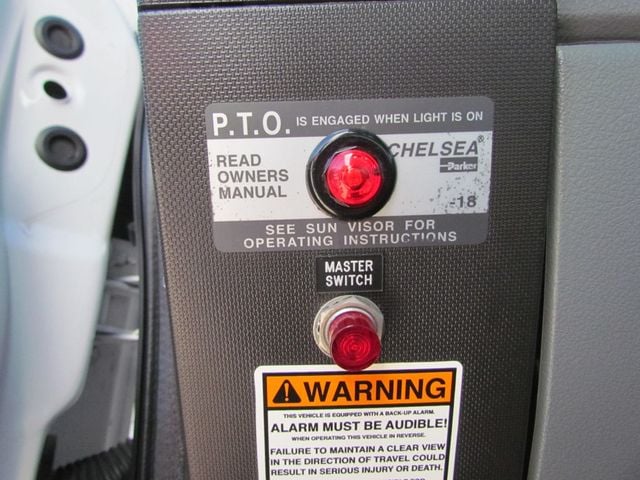 P.T.O. IS ENGAGED WHEN LIGHT IS ON
READ
OWNERS
MANUAL
CHELSEA®
Parker
-18
SEE SUN VISOR FOR
OPERATING INSTRUCTIONS
MASTER
SWITCH
WARNING
THIS VEHICLE IS EQUIPPED WITH A BACK-UP ALARM.
ALARM MUST BE AUDIBLE!
WHEN OPERATING THIS VEHICLE IN REVERSE.
FAILURE TO MAINTAIN A CLEAR VIEW
IN THE DIRECTION OF TRAVEL COULD
RESULT IN SERIOUS INJURY OR DEATH.